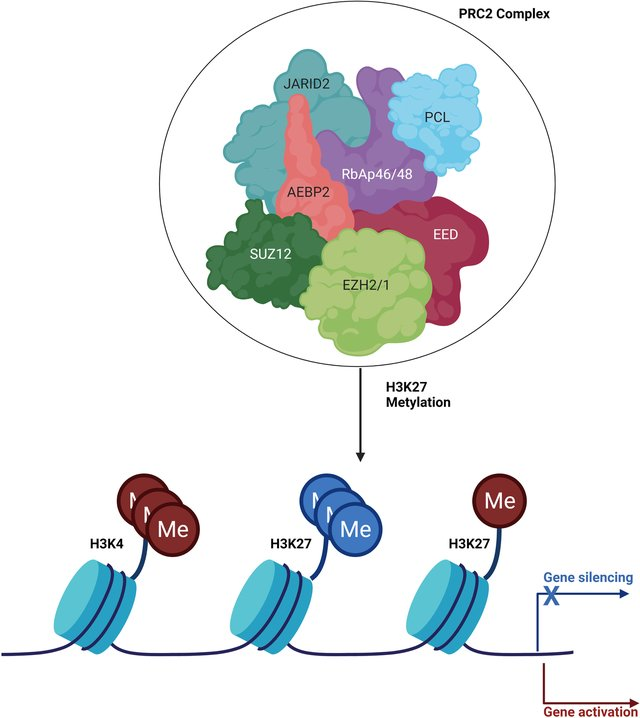 PRC2 Complex
JARID2
PCL
RbAp46/48
AEBP2
EED
SUZ12
EZH2/1
H3K27
Metylation
Me
M
M
Me
M
M
Me
H3K4
H3K27
H3K27
Gene silencing
X
Gene activation